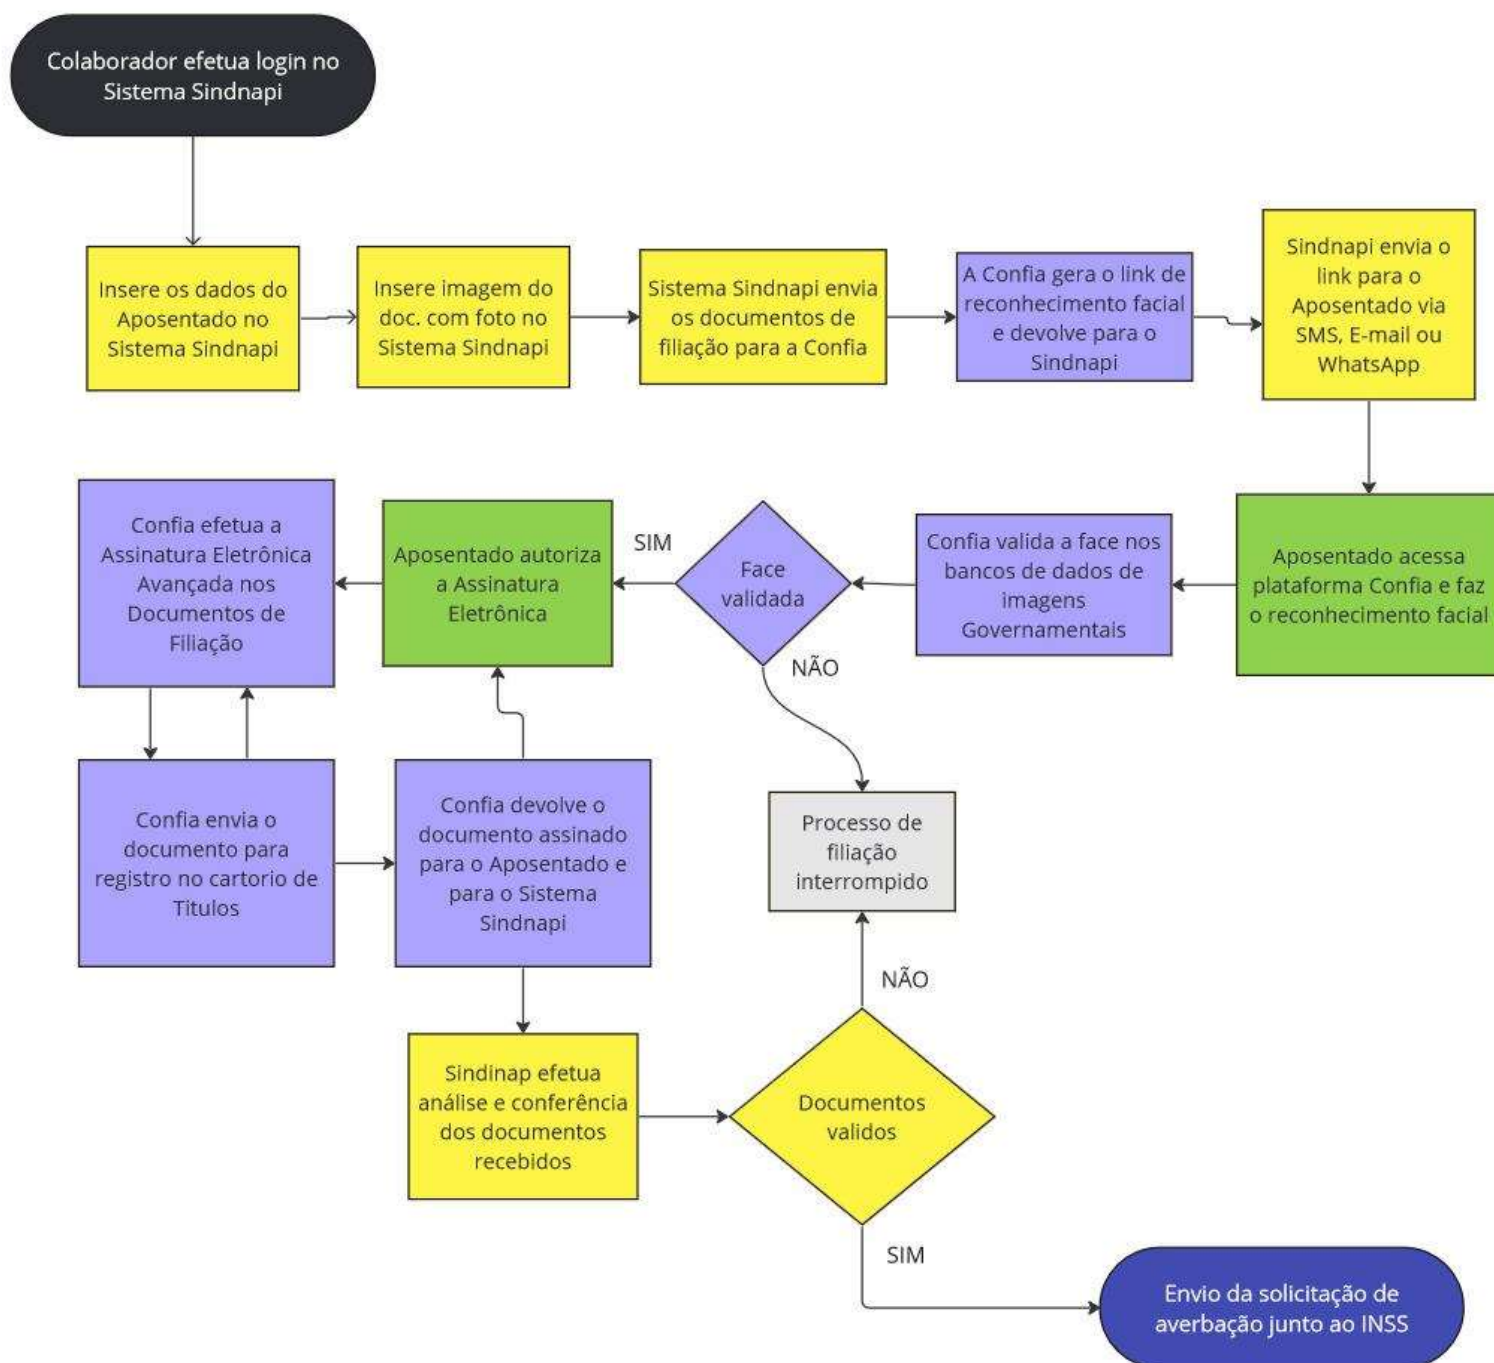 Colaborador efetua login no
Sistema Sindnapi
Insere os dados do
Aposentado no
Sistema Sindnapi
Insere imagem do
doc. com foto no
Sistema Sindnapi
Sistema Sindnapi envia
os documentos de
filiação para a Confia
A Confia gera o link de
reconhecimento facial
e devolve para o
Sindnapi
Sindnapi envia o
link para o
Aposentado via
SMS, E-mail ou
WhatsApp
Aposentado acessa
plataforma Confia e faz
o reconhecimento facial
Confia valida a face nos
bancos de dados de
imagens
Governamentais
Face
validada
SIM
NÃO
Aposentado autoriza
a Assinatura
Eletrônica
Confia efetua a
Assinatura Eletrônica
Avançada nos
Documentos de
Filiação
Confia envia o
documento para
registro no cartorio de
Titulos
Confia devolve o
documento assinado
para o Aposentado e
para o Sistema
Sindnapi
Processo de
filiação
interrompido
NÃO
Sindinap efetua
análise e conferência
dos documentos
recebidos
Documentos
validos
SIM
Envio da solicitação de
averbação junto ao INSS